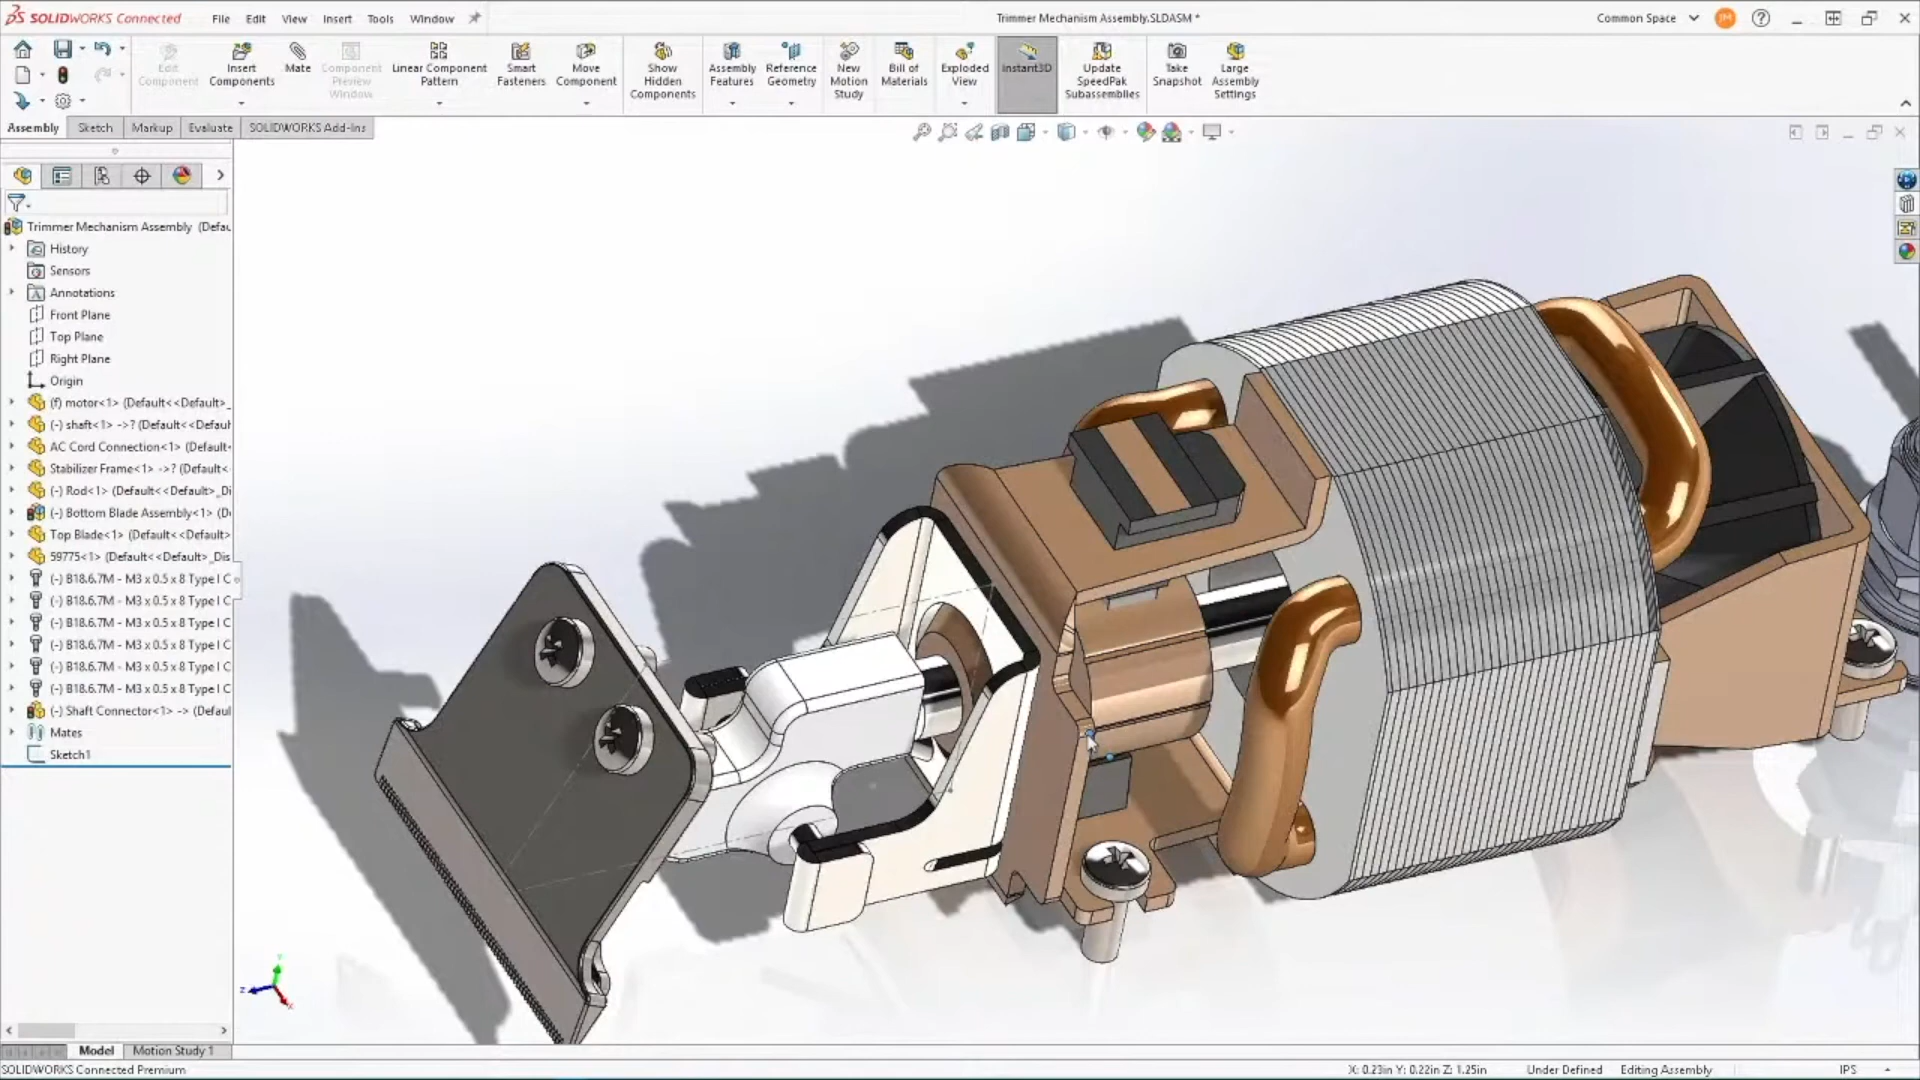 SOLIDWORKS Connected
File Edit View Insert Tools Window
Trimmer Mechanism Assembly.SLDASM *
Common Space
Edit Component
Insert Components
Mate
Component Preview Window
Linear Component Pattern
Smart Fasteners
Move Component
Show Hidden Components
Assembly Features
Reference Geometry
New Motion Study
Bill of Materials
Exploded View
Instant3D
Update SpeedPak Subassemblies
Take Snapshot
Large Assembly Settings
Assembly Sketch Markup Evaluate SOLIDWORKS Add-Ins
Trimmer Mechanism Assembly (Defau
History
Sensors
Annotations
Front Plane
Top Plane
Right Plane
Origin
(f) motor<1> (Default<<Default>_
(-) shaft<1> ->? (Default<<Defaul
AC Cord Connection<1> (Default<
Stabilizer Frame<1> ->? (Default<
(-) Rod<1> (Default<<Default>_Di
(-) Bottom Blade Assembly<1> (D
Top Blade<1> (Default<<Default>
59775<1> (Default<<Default>_Dis
(-) B18.6.7M - M3 x 0.5 x 8 Type I C
(-) B18.6.7M - M3 x 0.5 x 8 Type I C
(-) B18.6.7M - M3 x 0.5 x 8 Type I C
(-) B18.6.7M - M3 x 0.5 x 8 Type I C
(-) B18.6.7M - M3 x 0.5 x 8 Type I C
(-) B18.6.7M - M3 x 0.5 x 8 Type I C
(-) Shaft Connector<1> -> (Defaul
Mates
Sketch1
Model Motion Study 1
SOLIDWORKS Connected Premium
X: 0.23in Y: 0.22in Z: 1.25in Under Defined Editing Assembly IPS